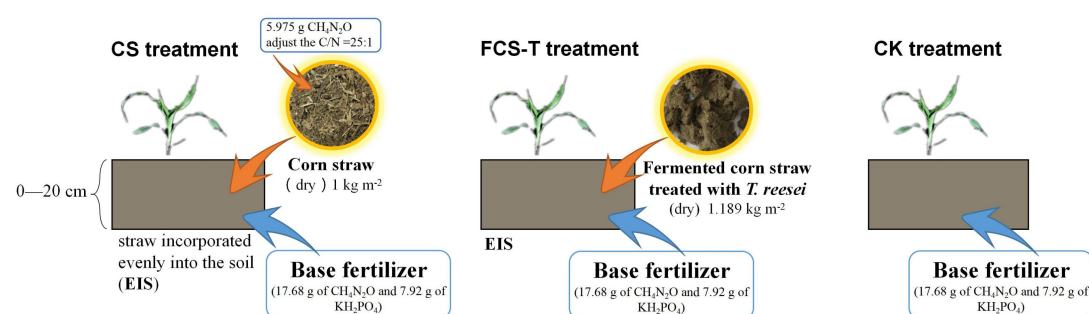 5.975 g CH₄N₂O
adjust the C/N =25:1
CS treatment
Corn straw
( dry ) 1 kg m⁻²
0—20 cm
straw incorporated
evenly into the soil
(EIS)
Base fertilizer
(17.68 g of CH₄N₂O and 7.92 g of
KH₂PO₄)
FCS-T treatment
Fermented corn straw
treated with T. reesei
(dry) 1.189 kg m⁻²
EIS
Base fertilizer
(17.68 g of CH₄N₂O and 7.92 g of
KH₂PO₄)
CK treatment
Base fertilizer
(17.68 g of CH₄N₂O and 7.92 g of
KH₂PO₄)